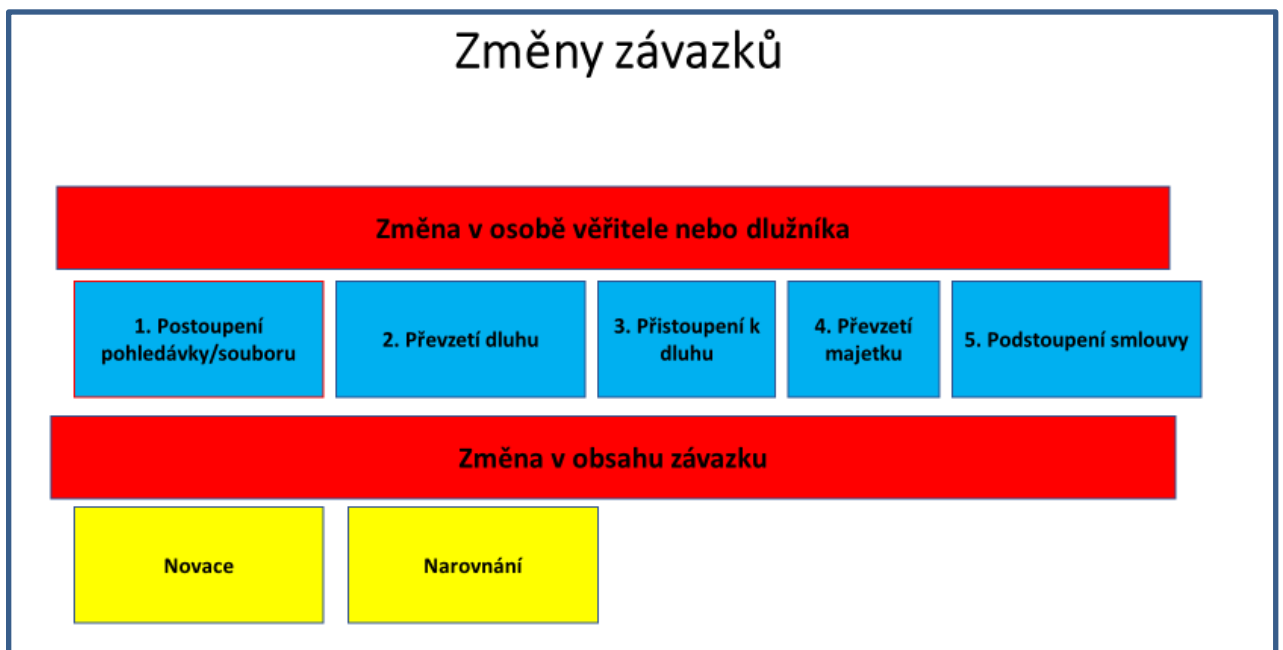 Změny závazků
Změna v osobě věřitele nebo dlužníka
1. Postoupení
pohledávky/souboru
2. Převzetí dluhu
3. Přistoupení k
dluhu
4. Převzetí
majetku
5. Podstoupení smlouvy
Změna v obsahu závazku
Novace
Narovnání